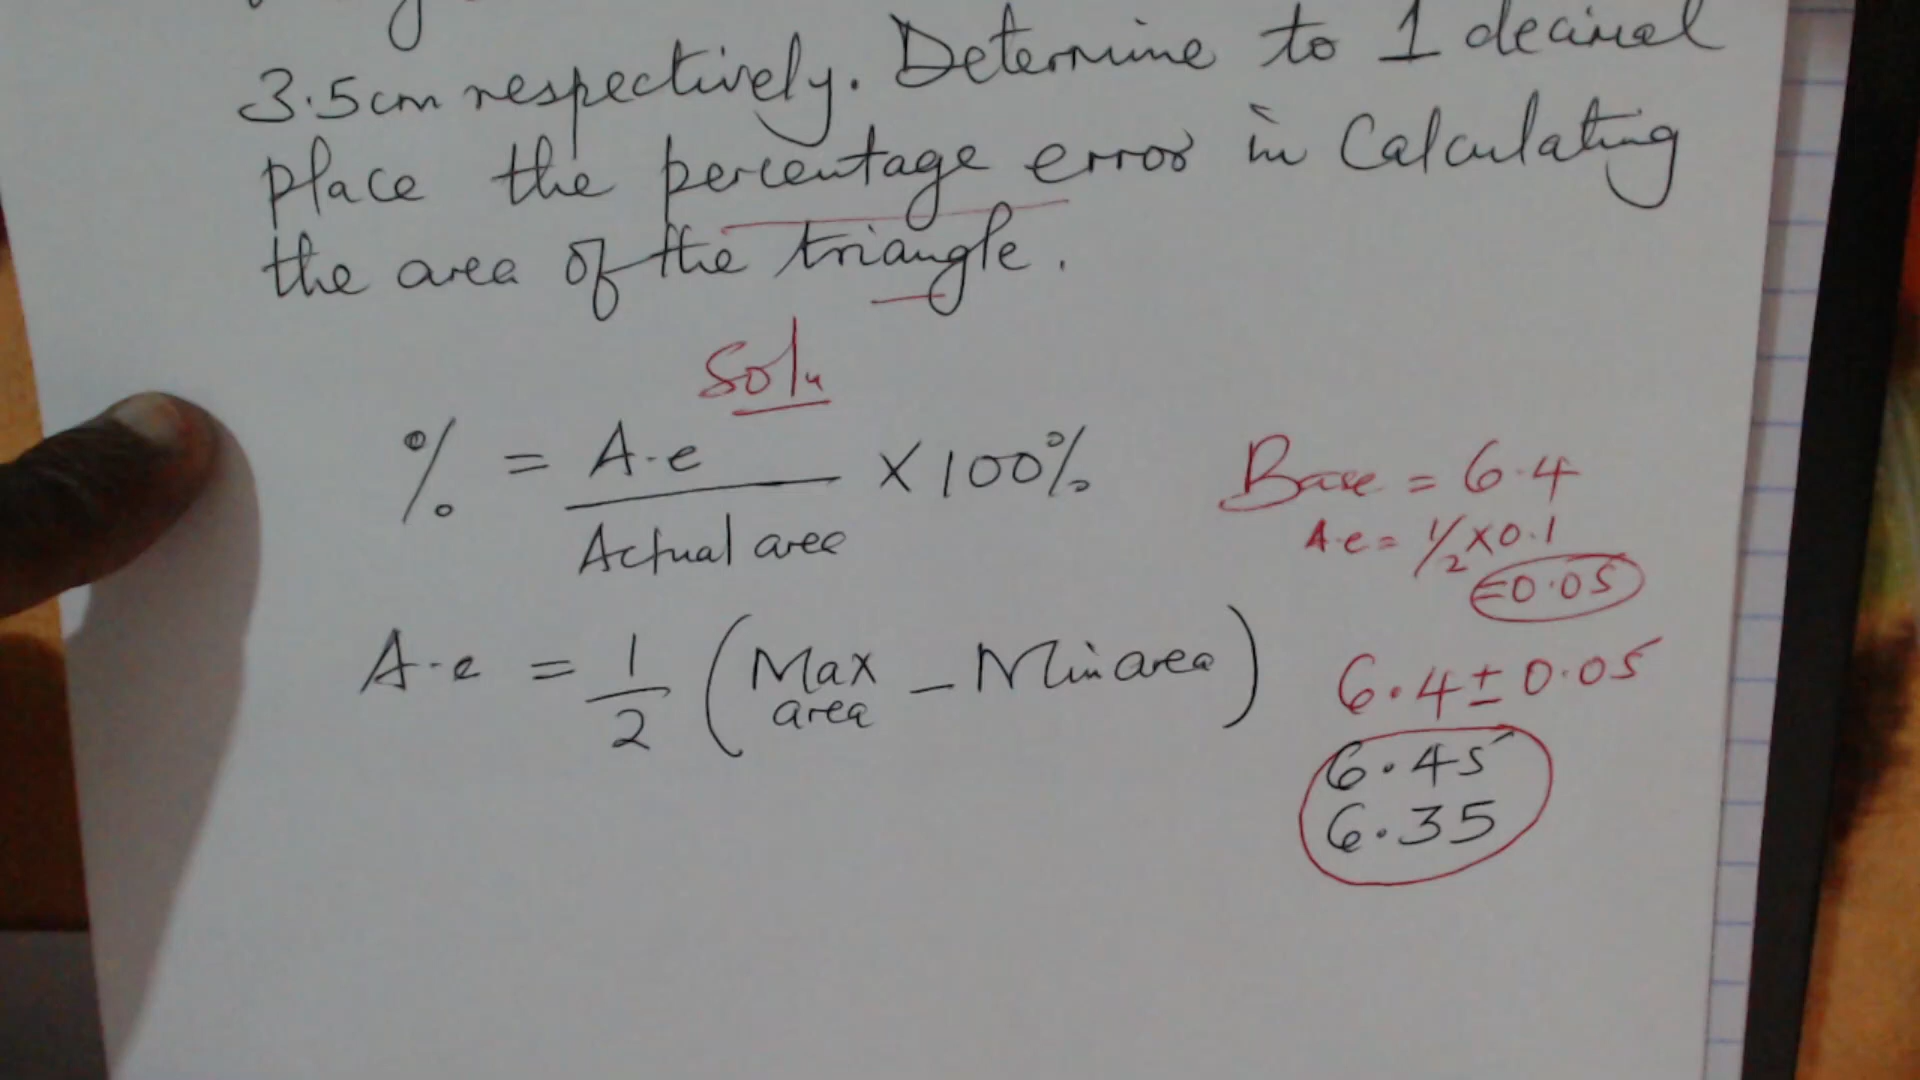 3.5cm respectively. Determine to 1 decimal
place the percentage error in Calculating
the area of the triangle.
Soln
% = A.e / Actual area × 100%
Base = 6.4
A.e = 1/2 × 0.1
= 0.05
A.e = 1/2 (Max area - Min area)
6.4 ± 0.05
6.45
6.35